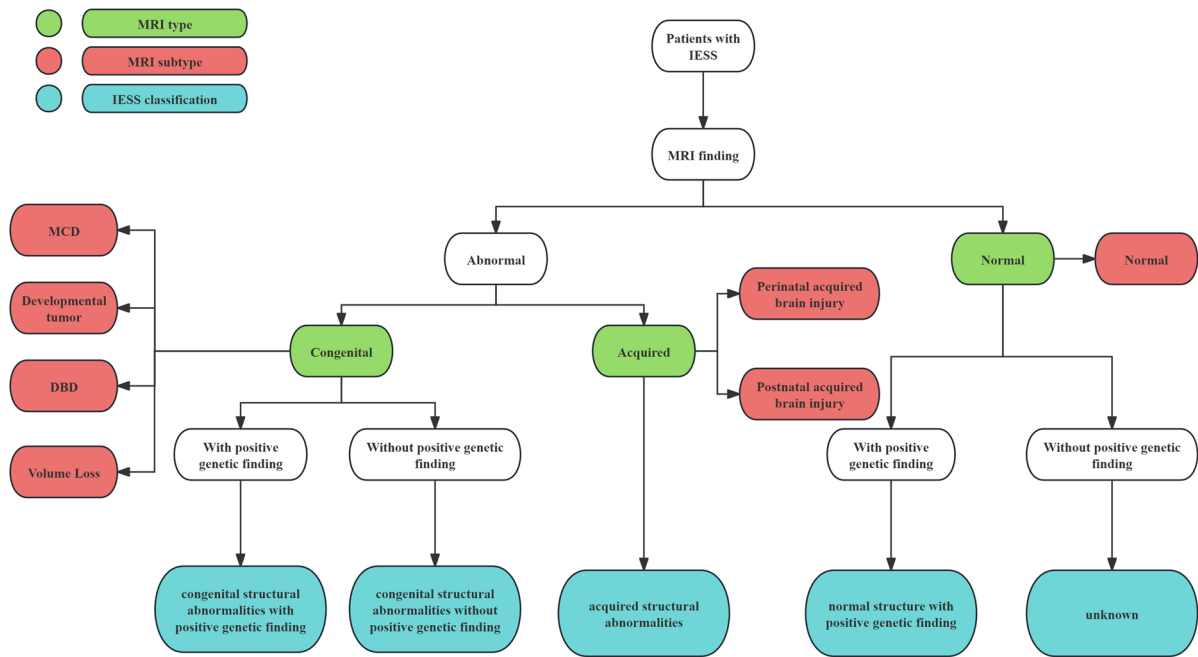 MRI type
MRI subtype
IESS classification
Patients with
IESS
MRI finding
Abnormal
Normal
Normal
MCD
Developmental
tumor
DBD
Volume Loss
Congenital
Acquired
Perinatal acquired
brain injury
Postnatal acquired
brain injury
With positive
genetic finding
Without positive genetic
finding
With positive
genetic finding
Without positive genetic
finding
congenital structural
abnormalities with
positive genetic finding
congenital structural
abnormalities without
positive genetic finding
acquired structural
abnormalities
normal structure with
positive genetic finding
unknown